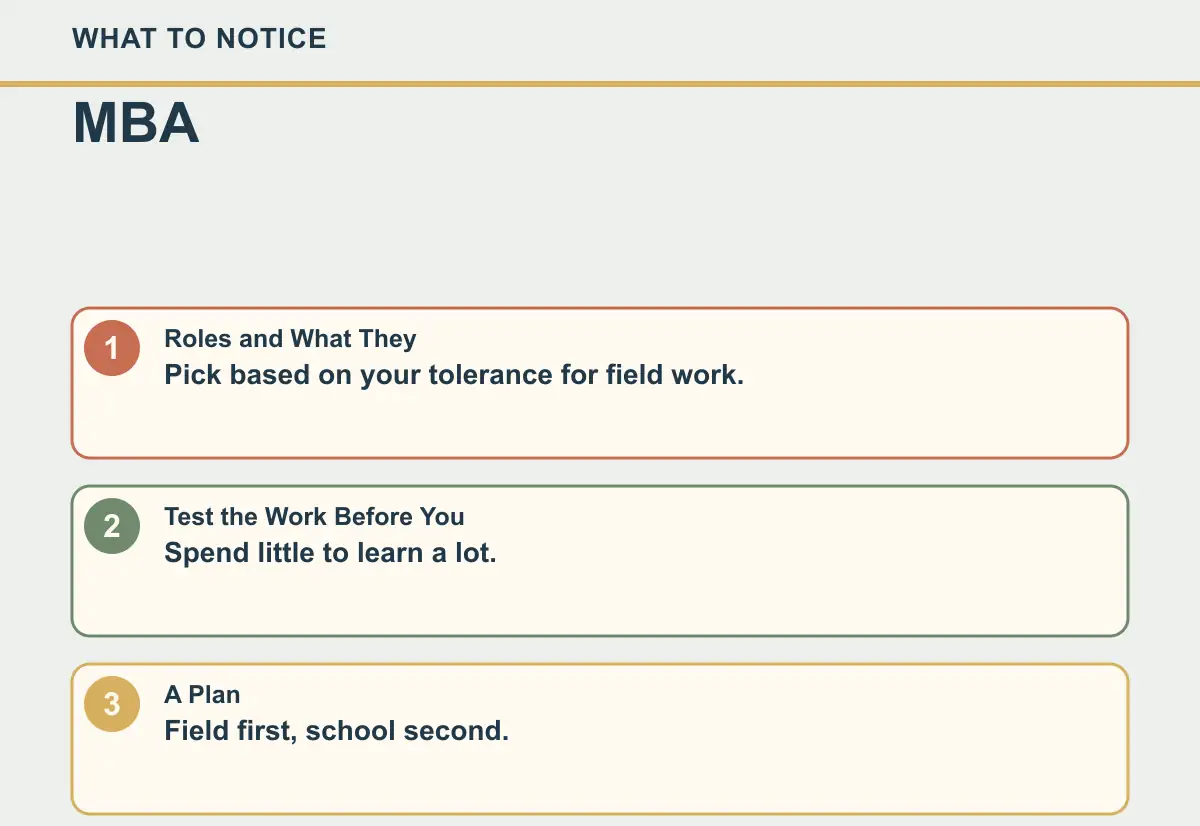 WHAT TO NOTICE
MBA
1
Roles and What They
Pick based on your tolerance for field work.
2
Test the Work Before You
Spend little to learn a lot.
3
A Plan
Field first, school second.